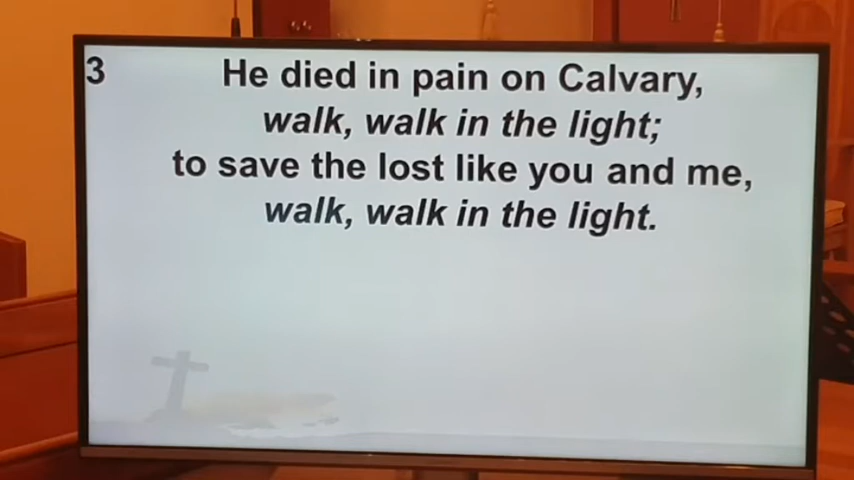 3
He died in pain on Calvary,
walk, walk in the light;
to save the lost like you and me,
walk, walk in the light.